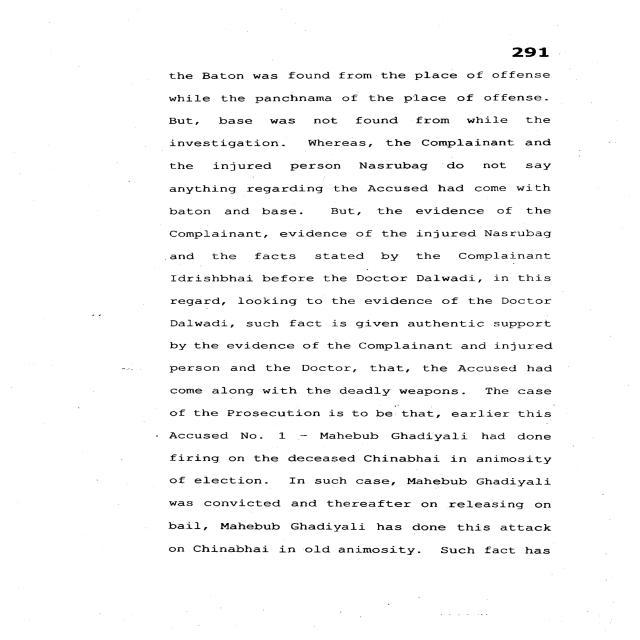 291
the Baton was found from the place of offense
while the panchnama of the place of offense.
But, base was not found from while the
investigation. Whereas, the Complainant and
the injured person Nasrubag do not say
anything regarding the Accused had come with
baton and base. But, the evidence of the
Complainant, evidence of the injured Nasrubag
and the facts stated by the Complainant
Idrishbhai before the Doctor Dalwadi, in this
regard, looking to the evidence of the Doctor
Dalwadi, such fact is given authentic support
by the evidence of the Complainant and injured
person and the Doctor, that, the Accused had
come along with the deadly weapons. The case
of the Prosecution is to be that, earlier this
Accused No. 1 - Mahebub Ghadiyali had done
firing on the deceased Chinabhai in animosity
of election. In such case, Mahebub Ghadiyali
was convicted and thereafter on releasing on
bail, Mahebub Ghadiyali has done this attack
on Chinabhai in old animosity. Such fact has